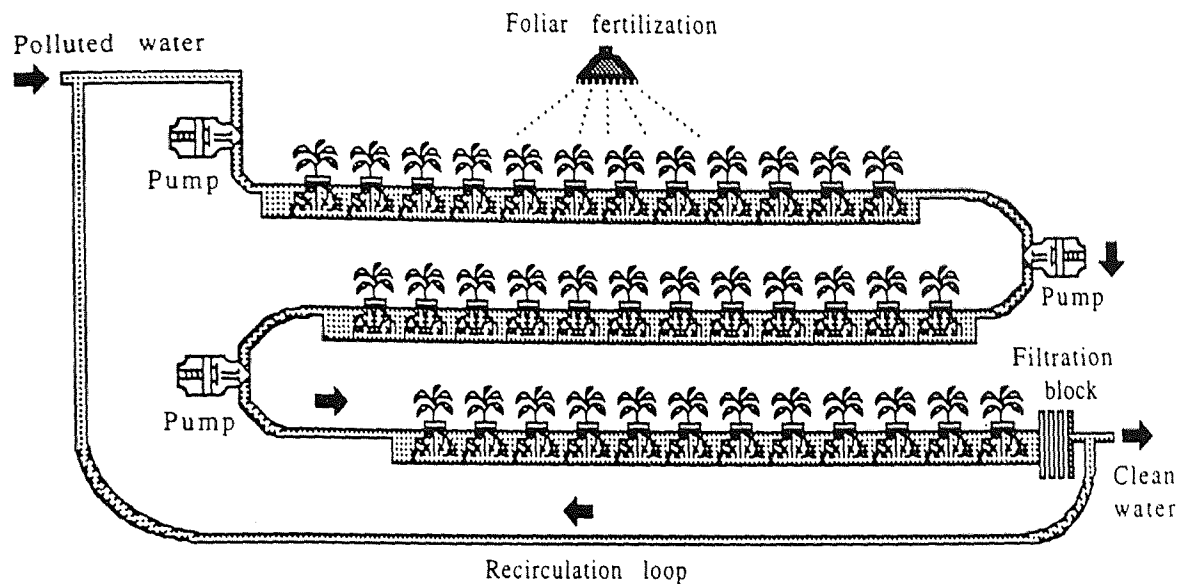 Foliar fertilization
Polluted water
Pump
Pump
Pump
Filtration
block
Clean
water
Recirculation loop